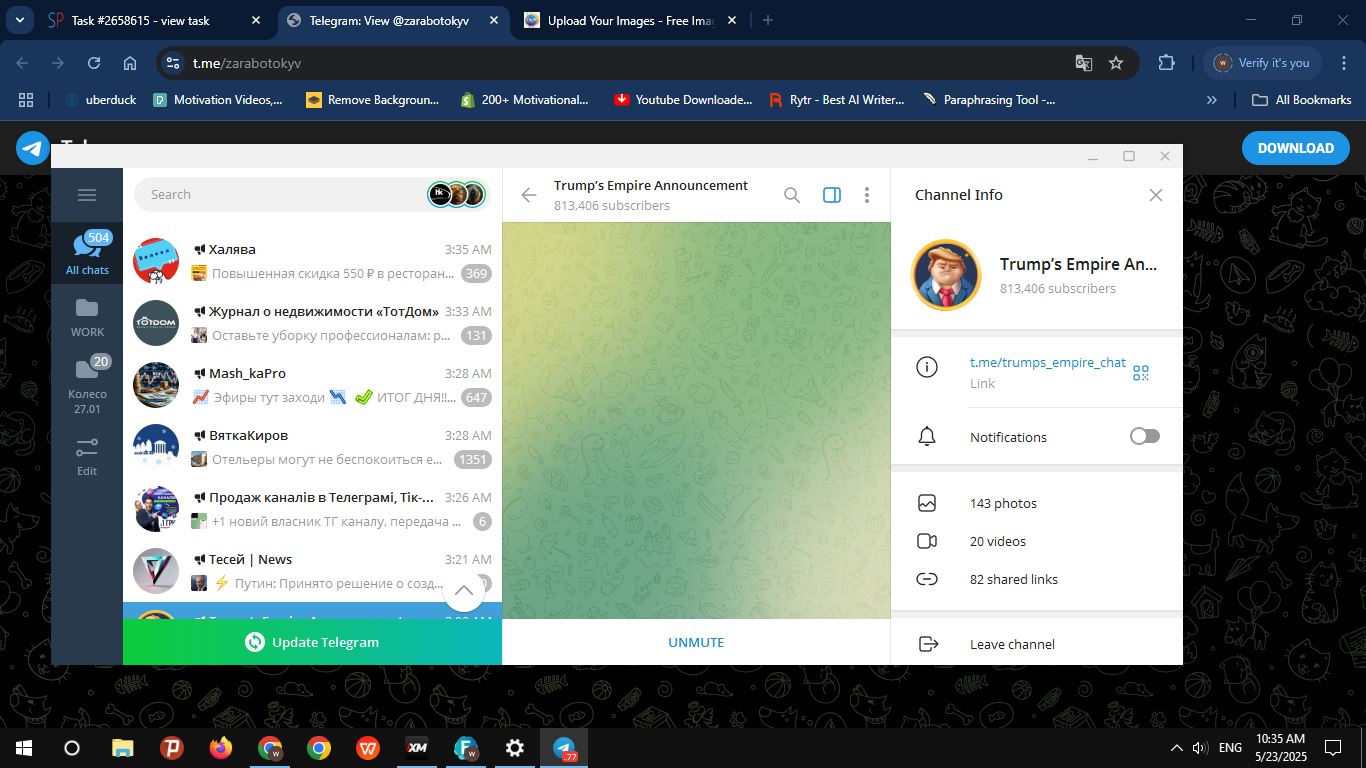 Task #2658615 - view task
Telegram: View @zarabotokyv
Upload Your Images - Free Imag
t.me/zarabotokyv
Verify it's you
uberduck
Motivation Videos,...
Remove Backgroun...
200+ Motivational...
Youtube Downloade...
Rytr - Best AI Writer...
Paraphrasing Tool -...
All Bookmarks
DOWNLOAD
Search
Trump's Empire Announcement
813,406 subscribers
Channel Info
504
All chats
WORK
20
Колесо
27.01
Edit
Халява 3:35 AM
Повышенная скидка 550 ₽ в ресторан... 369
Журнал о недвижимости «ТотДом» 3:33 AM
Оставьте уборку профессионалам: р... 131
Mash_kaPro 3:28 AM
Эфиры тут заходи ИТОГ ДНЯ!!... 647
ВяткаКиров 3:28 AM
Отельеры могут не беспокоиться е... 1351
Продаж каналів в Телеграмі, Тік-... 3:26 AM
+1 новий власник ТГ каналу, передача ... 6
Тесей | News 3:21 AM
Путин: Принято решение о созд...
Update Telegram
UNMUTE
Trump's Empire An...
813,406 subscribers
t.me/trumps_empire_chat
Link
Notifications
143 photos
20 videos
82 shared links
Leave channel
ENG
10:35 AM
5/23/2025